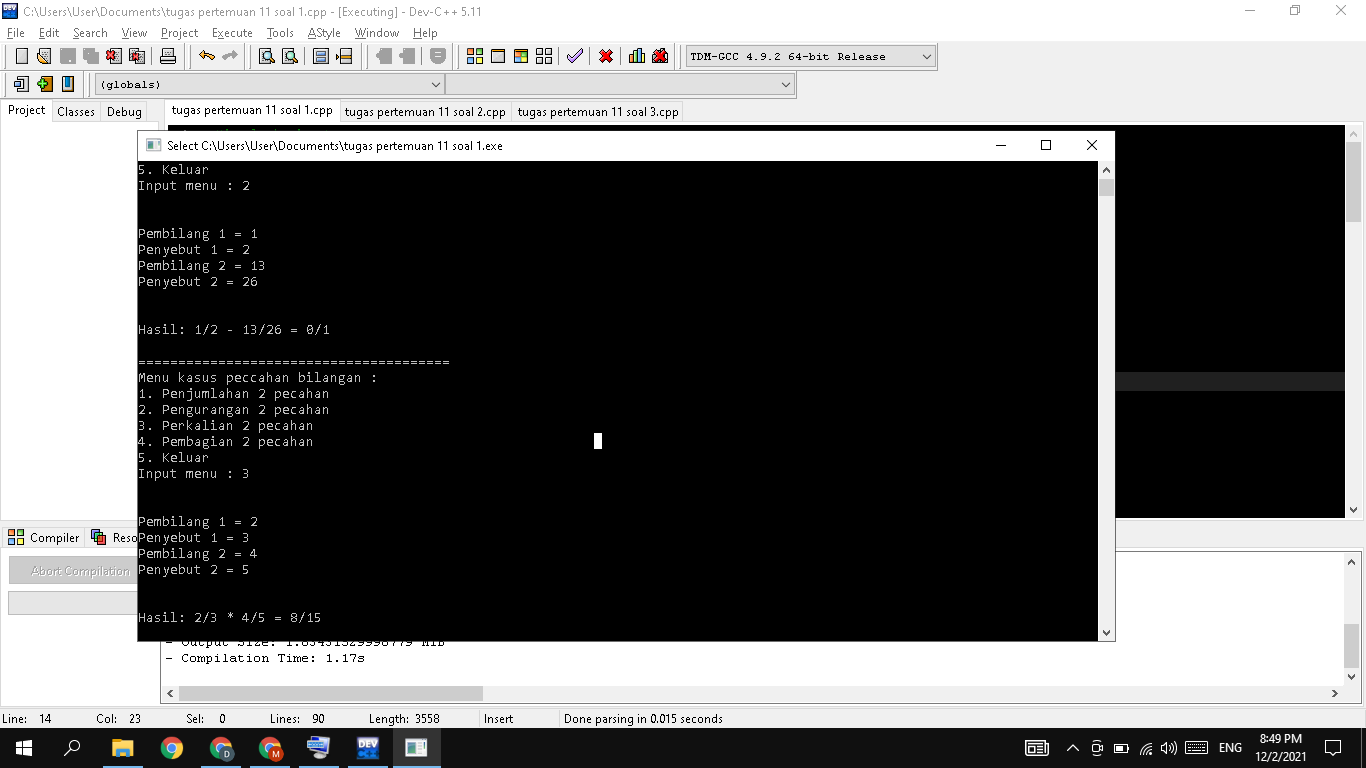 C:\Users\User\Documents\tugas pertemuan 11 soal 1.cpp - [Executing] - Dev-C++ 5.11
File Edit Search View Project Execute Tools AStyle Window Help
TDM-GCC 4.9.2 64-bit Release
(globals)
Project Classes Debug
tugas pertemuan 11 soal 1.cpp tugas pertemuan 11 soal 2.cpp tugas pertemuan 11 soal 3.cpp
Select C:\Users\User\Documents\tugas pertemuan 11 soal 1.exe
5. Keluar
Input menu : 2
Pembilang 1 = 1
Penyebut 1 = 2
Pembilang 2 = 13
Penyebut 2 = 26
Hasil: 1/2 - 13/26 = 0/1
=======================================
Menu kasus peccahan bilangan :
1. Penjumlahan 2 pecahan
2. Pengurangan 2 pecahan
3. Perkalian 2 pecahan
4. Pembagian 2 pecahan
5. Keluar
Input menu : 3
Pembilang 1 = 2
Penyebut 1 = 3
Pembilang 2 = 4
Penyebut 2 = 5
Hasil: 2/3 * 4/5 = 8/15
Compiler Reso
Abort Compilation
- Output Size: 1.83431529998779 MiB
- Compilation Time: 1.17s
Line: 14 Col: 23 Sel: 0 Lines: 90 Length: 3558 Insert Done parsing in 0.015 seconds
D
M
DEV
ENG
8:49 PM
12/2/2021